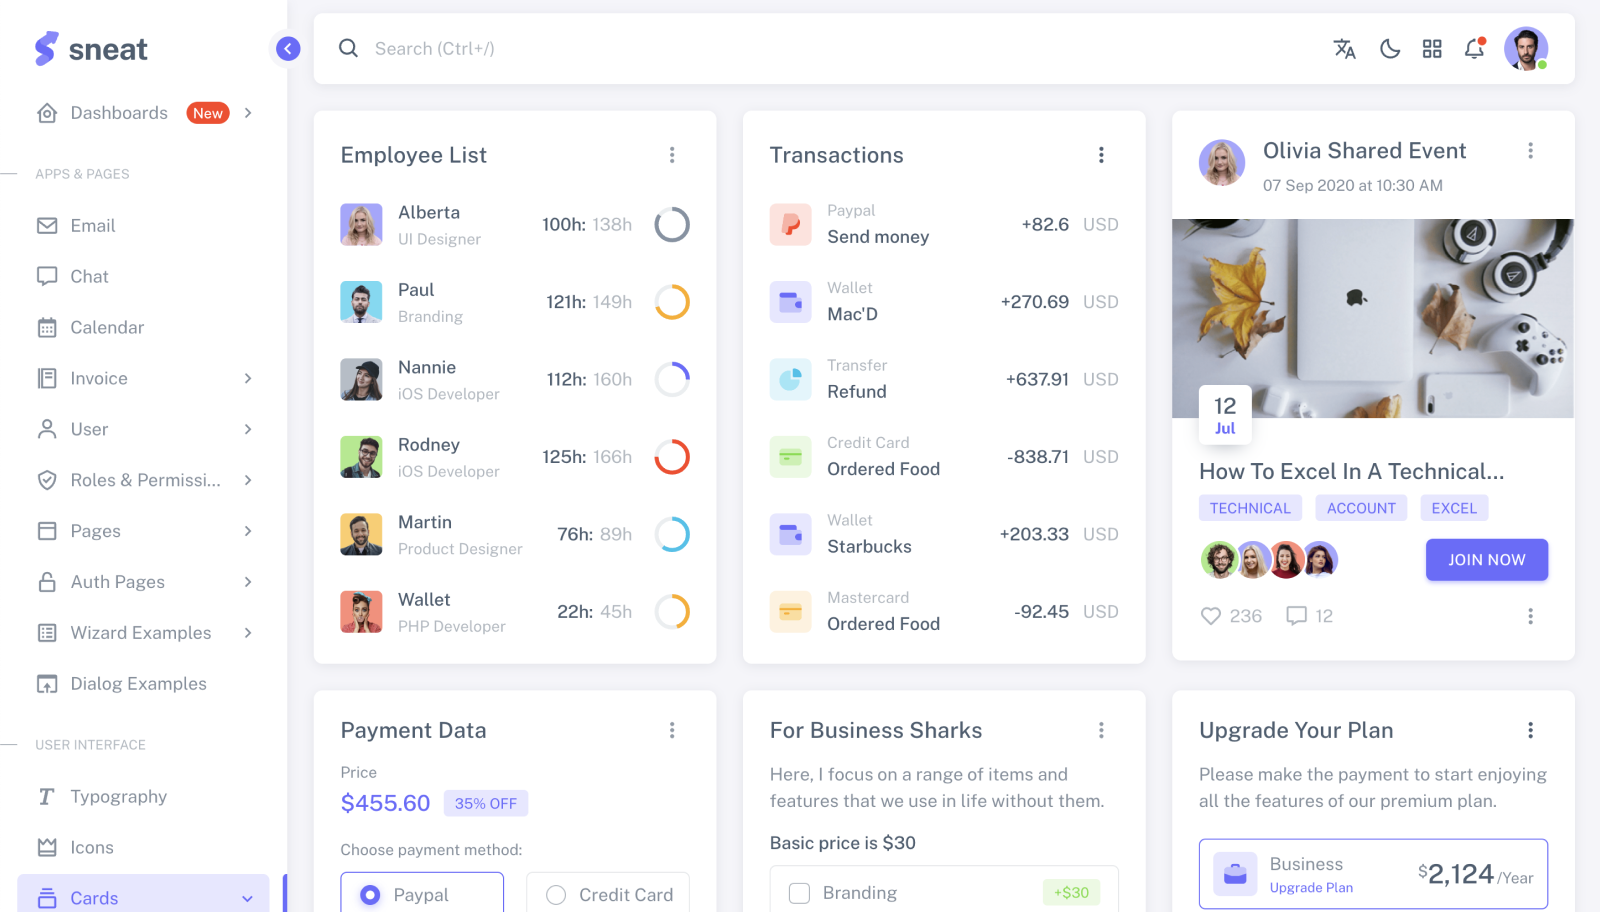 sneat
Dashboards
New
APPS & PAGES
Email
Chat
Calendar
Invoice
User
Roles & Permissi...
Pages
Auth Pages
Wizard Examples
Dialog Examples
USER INTERFACE
Typography
Icons
Cards
Search (Ctrl+/)
Employee List
Alberta
UI Designer
100h: 138h
Paul
Branding
121h: 149h
Nannie
iOS Developer
112h: 160h
Rodney
iOS Developer
125h: 166h
Martin
Product Designer
76h: 89h
Wallet
PHP Developer
22h: 45h
Transactions
Paypal
Send money
+82.6 USD
Wallet
Mac'D
+270.69 USD
Transfer
Refund
+637.91 USD
Credit Card
Ordered Food
-838.71 USD
Wallet
Starbucks
+203.33 USD
Mastercard
Ordered Food
-92.45 USD
Olivia Shared Event
07 Sep 2020 at 10:30 AM
12
Jul
How To Excel In A Technical...
TECHNICAL ACCOUNT EXCEL
JOIN NOW
236 12
Payment Data
Price
$455.60 35% OFF
Choose payment method:
Paypal Credit Card
For Business Sharks
Here, I focus on a range of items and
features that we use in life without them.
Basic price is $30
Branding +$30
Upgrade Your Plan
Please make the payment to start enjoying
all the features of our premium plan.
Business
Upgrade Plan
$2,124/Year